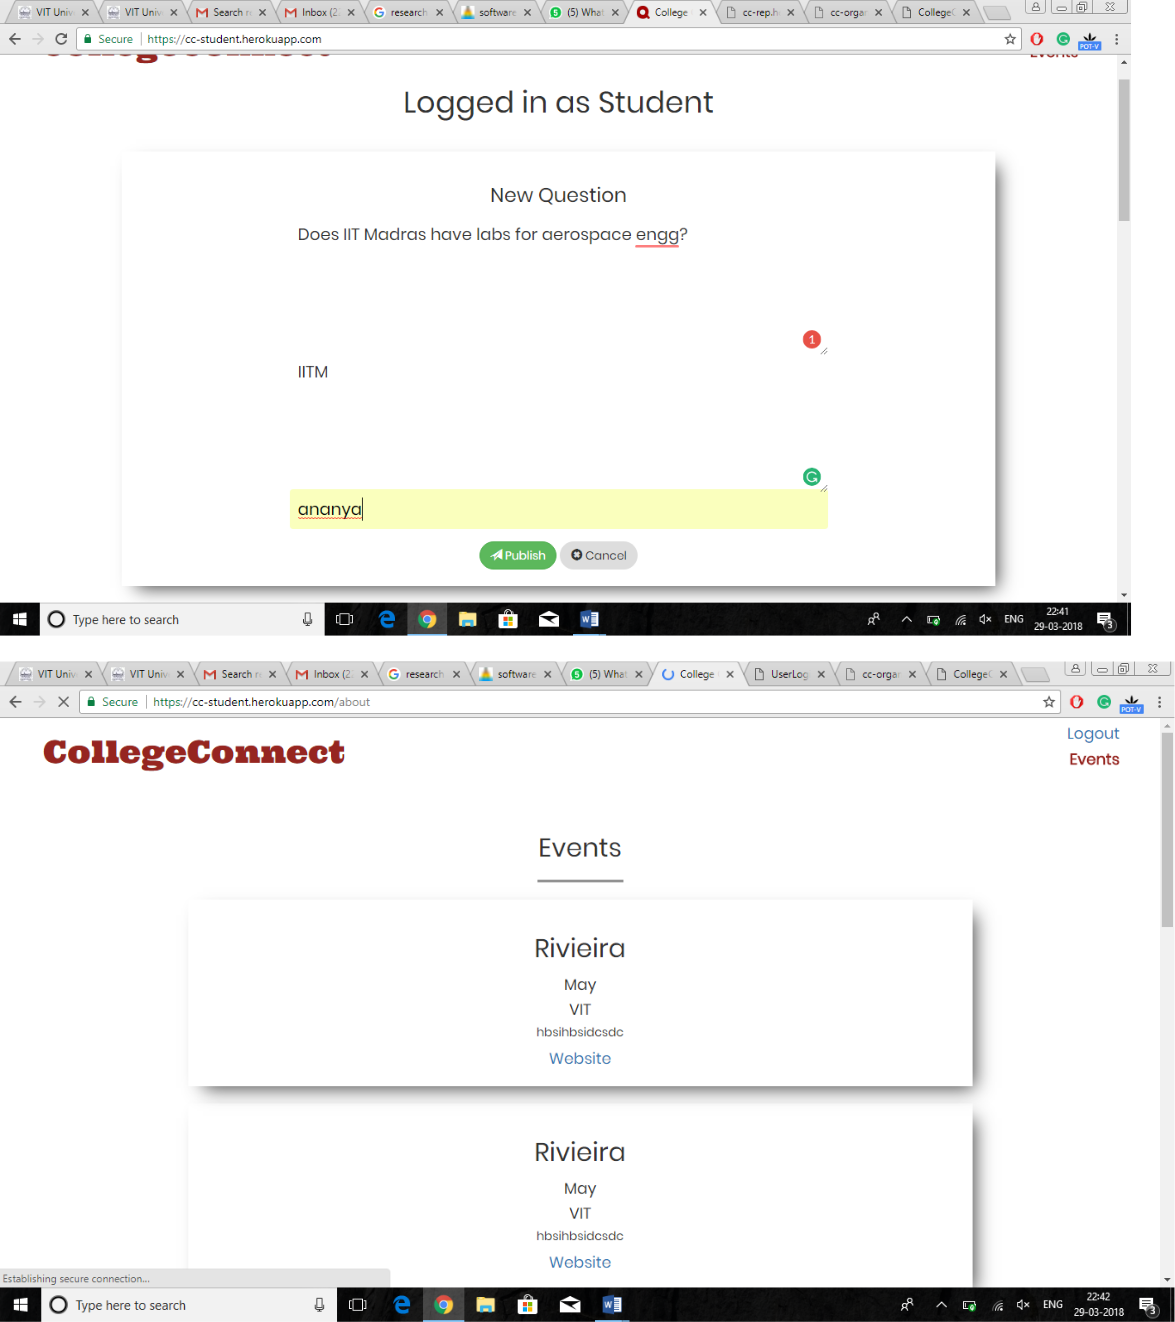 VIT Univ VIT Univ Search r Inbox (2 research software (5) What College cc-rep.h cc-orga College
Secure https://cc-student.herokuapp.com
Events
Logged in as Student
New Question
Does IIT Madras have labs for aerospace engg?
1
IITM
ananya
Publish Cancel
Type here to search
ENG 22:41
29-03-2018 3
VIT Univ VIT Univ Search r Inbox (2 research software (5) What College UserLog cc-orga College
Secure https://cc-student.herokuapp.com/about
POT-V
Logout
CollegeConnect
Events
Events
Rivieira
May
VIT
hbsihbsidcsdc
Website
Rivieira
May
VIT
hbsihbsidcsdc
Website
Establishing secure connection...
Type here to search
ENG 22:42
29-03-2018 3